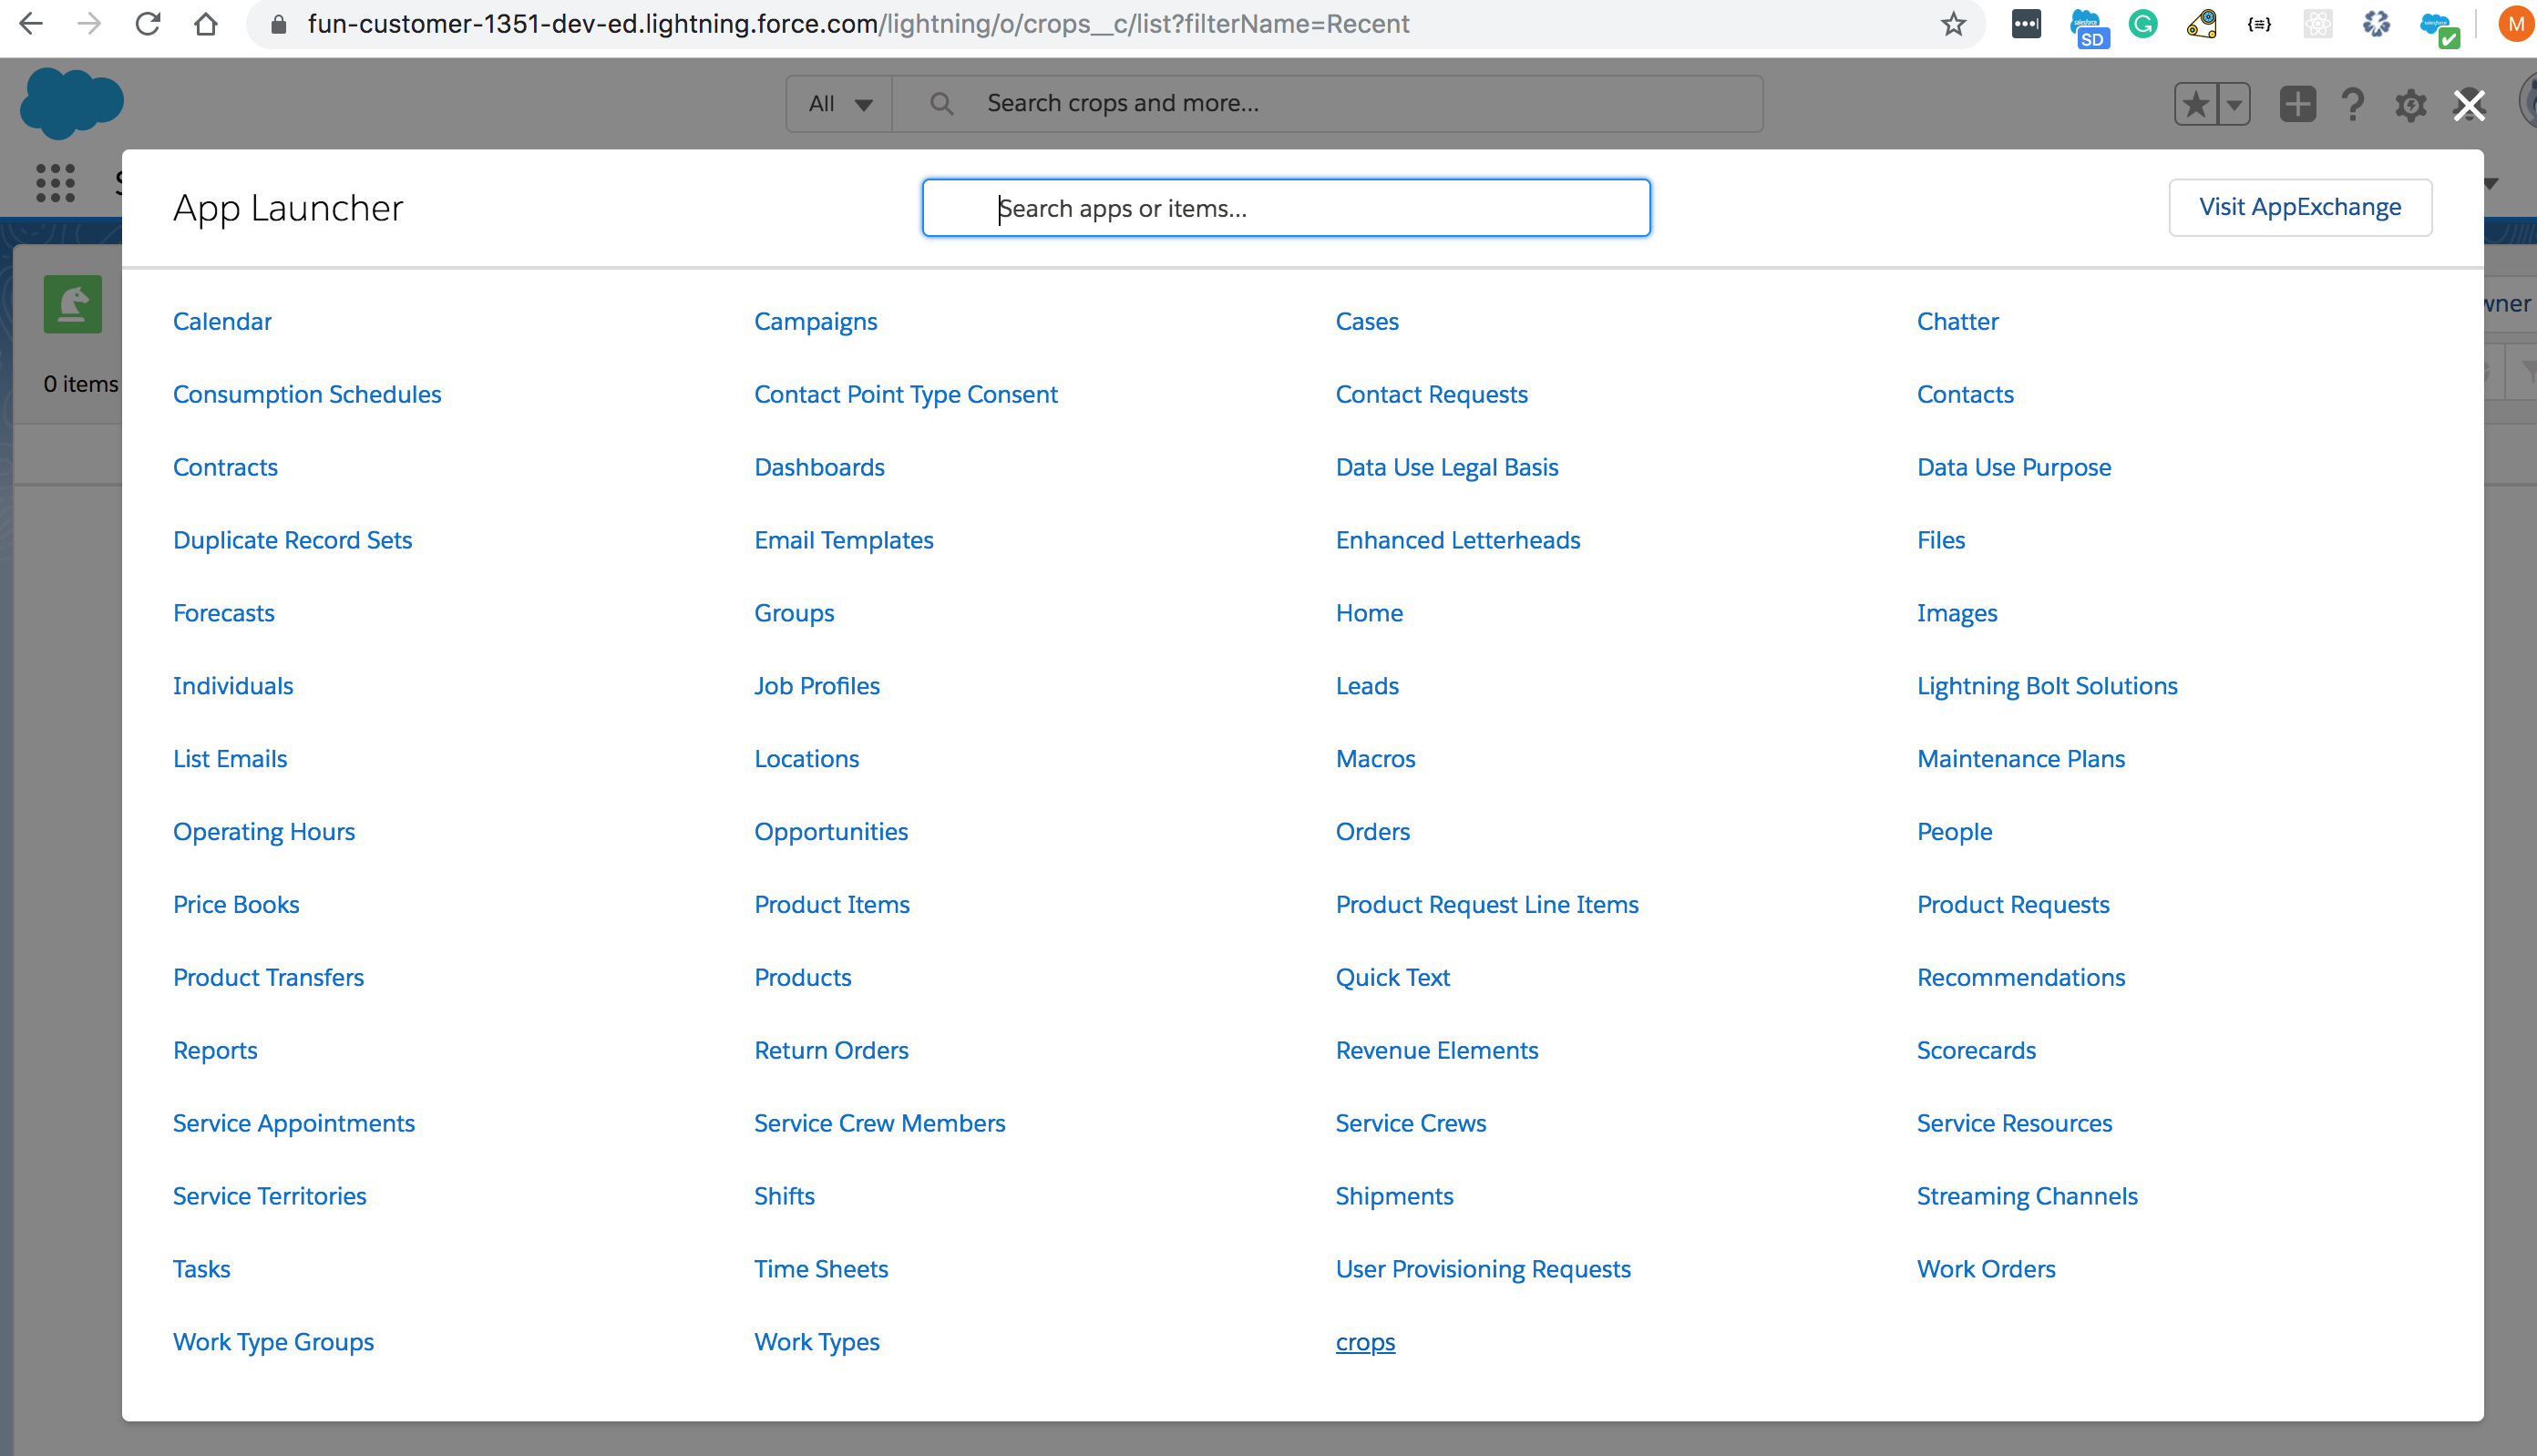 fun-customer-1351-dev-ed.lightning.force.com/lightning/o/crops__c/list?filterName=Recent
SD
G
{≡}
M
All
Search crops and more...
App Launcher
Search apps or items...
Visit AppExchange
wner
0 items
Calendar
Campaigns
Cases
Chatter
Consumption Schedules
Contact Point Type Consent
Contact Requests
Contacts
Contracts
Dashboards
Data Use Legal Basis
Data Use Purpose
Duplicate Record Sets
Email Templates
Enhanced Letterheads
Files
Forecasts
Groups
Home
Images
Individuals
Job Profiles
Leads
Lightning Bolt Solutions
List Emails
Locations
Macros
Maintenance Plans
Operating Hours
Opportunities
Orders
People
Price Books
Product Items
Product Request Line Items
Product Requests
Product Transfers
Products
Quick Text
Recommendations
Reports
Return Orders
Revenue Elements
Scorecards
Service Appointments
Service Crew Members
Service Crews
Service Resources
Service Territories
Shifts
Shipments
Streaming Channels
Tasks
Time Sheets
User Provisioning Requests
Work Orders
Work Type Groups
Work Types
crops